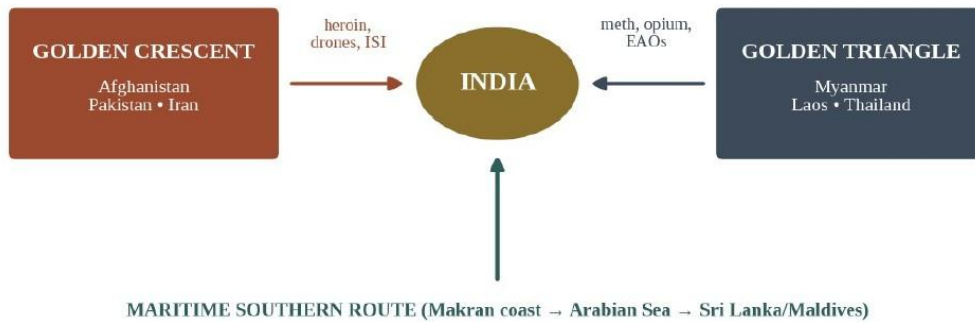 GOLDEN CRESCENT
Afghanistan
Pakistan • Iran
heroin,
drones, ISI
INDIA
meth, opium,
EAOs
GOLDEN TRIANGLE
Myanmar
Laos • Thailand
MARITIME SOUTHERN ROUTE (Makran coast → Arabian Sea → Sri Lanka/Maldives)